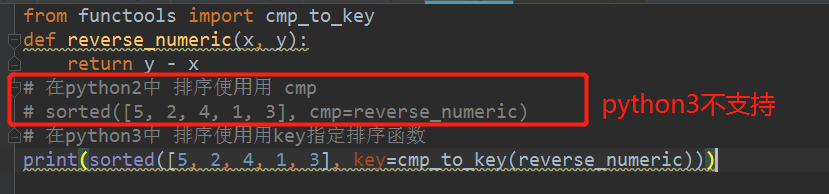 from functools import cmp_to_key
def reverse_numeric(x, y):
    return y - x
# 在python2中 排序使用用 cmp
# sorted([5, 2, 4, 1, 3], cmp=reverse_numeric)
python3不支持
# 在python3中 排序使用用key指定排序函数
print(sorted([5, 2, 4, 1, 3], key=cmp_to_key(reverse_numeric)))